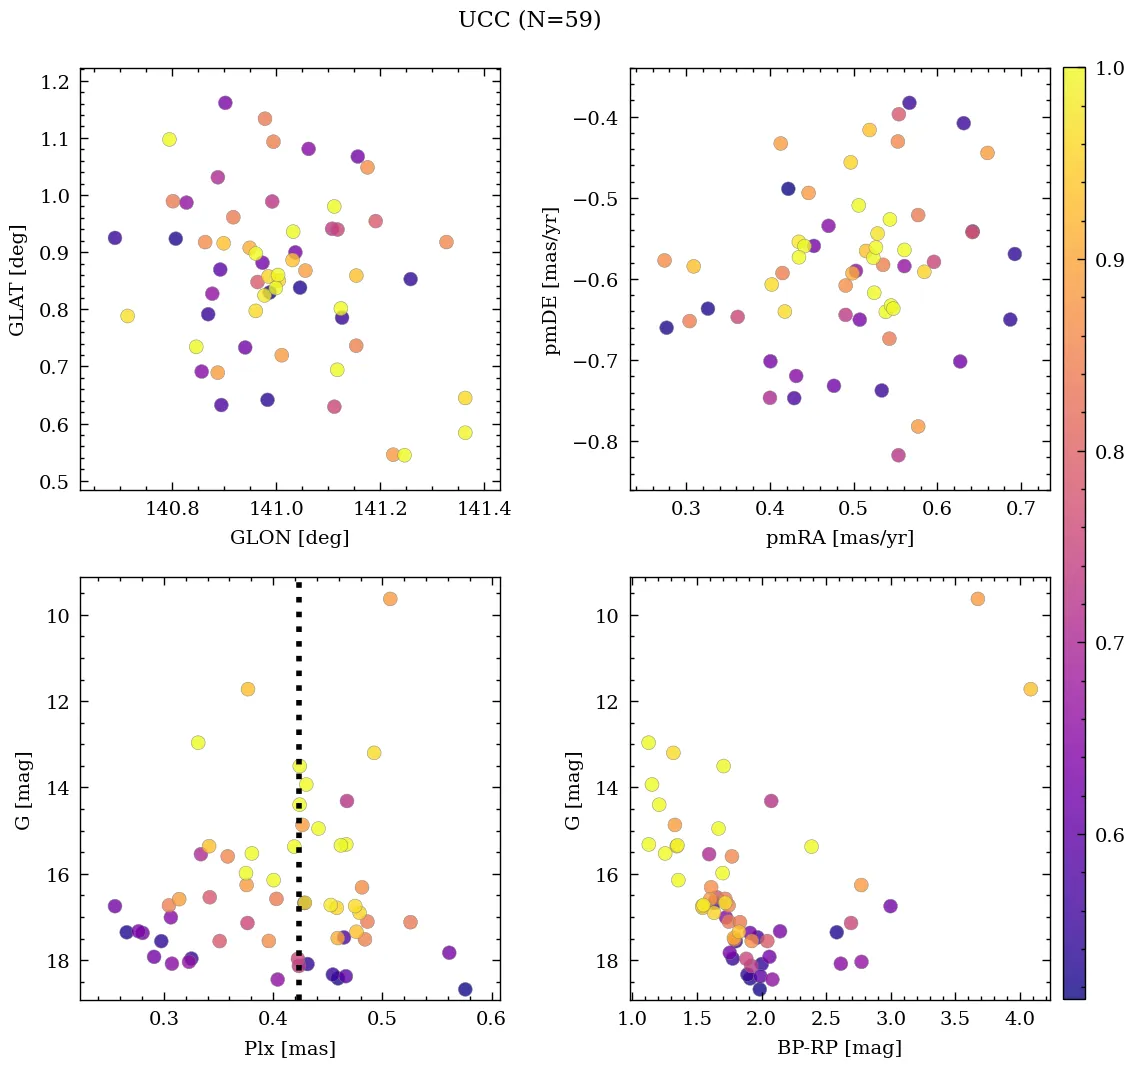 UCC (N=59)
1.2
1.1
1.0
0.9
0.8
0.7
0.6
0.5
GLAT [deg]
140.8 141.0 141.2 141.4
GLON [deg]
−0.4
−0.5
−0.6
−0.7
−0.8
pmDE [mas/yr]
0.3 0.4 0.5 0.6 0.7
pmRA [mas/yr]
1.0
0.9
0.8
0.7
0.6
10
12
14
16
18
G [mag]
0.3 0.4 0.5 0.6
Plx [mas]
10
12
14
16
18
G [mag]
1.0 1.5 2.0 2.5 3.0 3.5 4.0
BP-RP [mag]